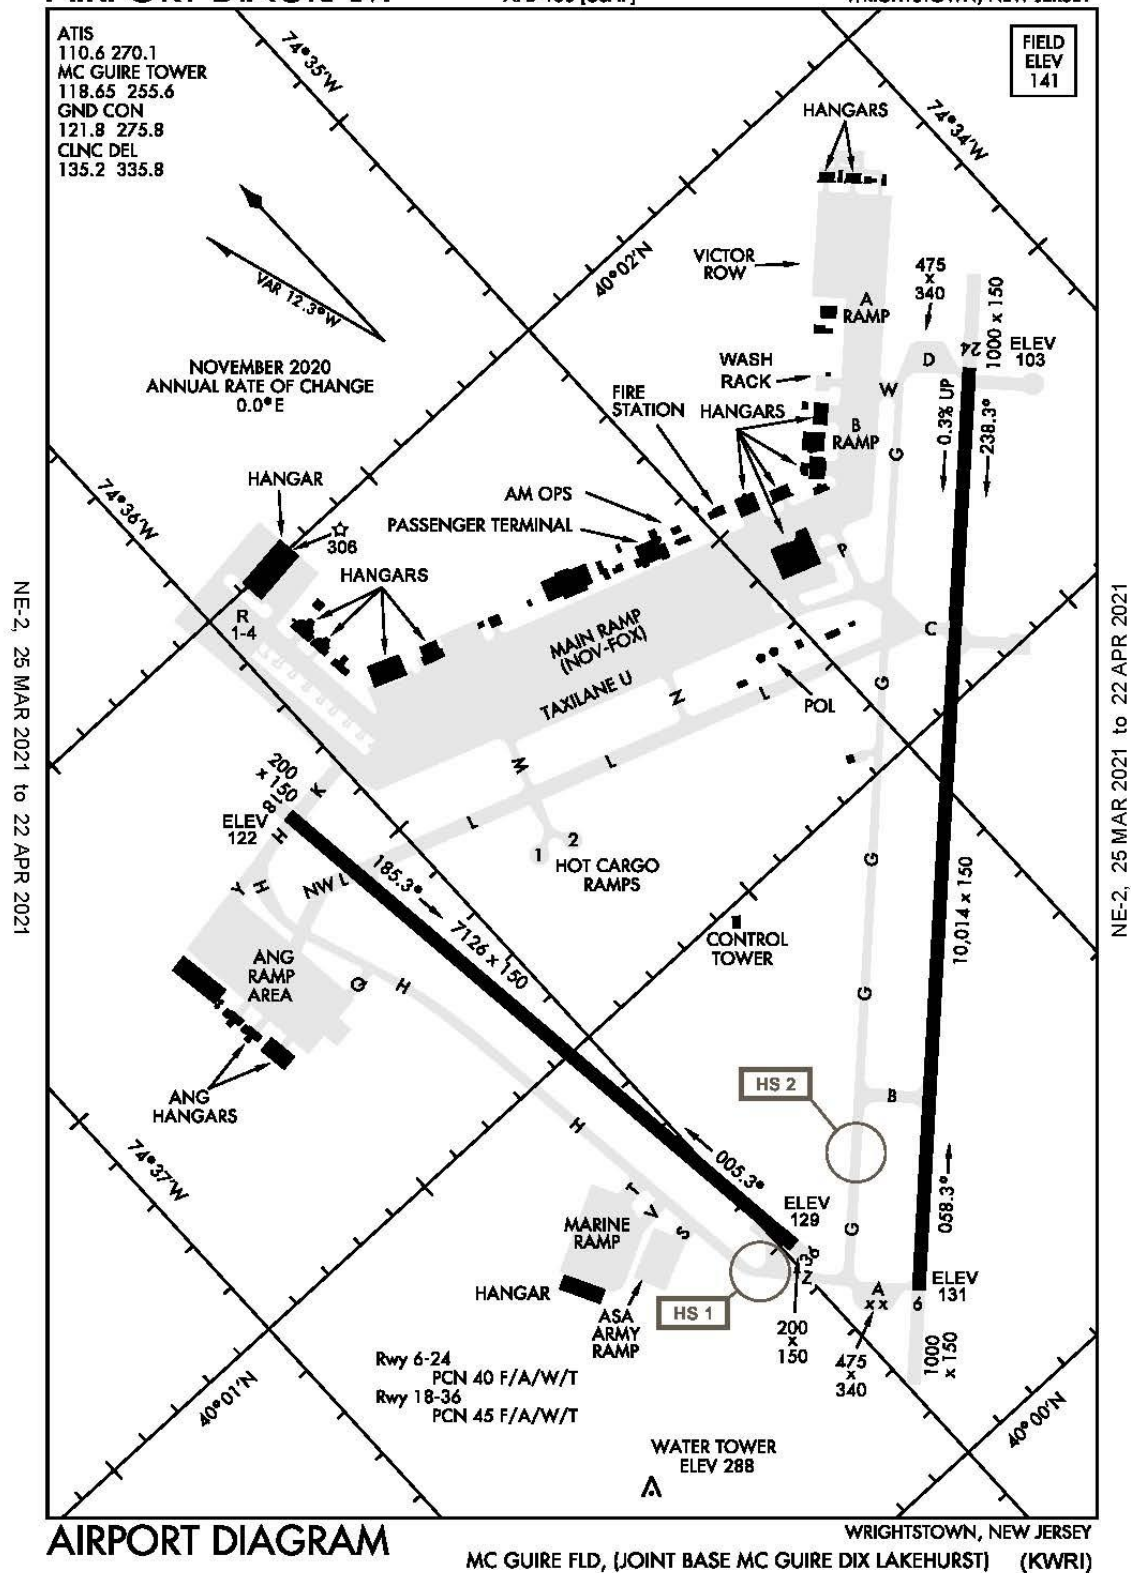 WRIGHTSTOWN, NEW JERSEY
ATIS
110.6 270.1
MC GUIRE TOWER
118.65 255.6
GND CON
121.8 275.8
CLNC DEL
135.2 335.8
FIELD
ELEV
141
74°35'W
74°34'W
HANGARS
40°02'N
VICTOR
ROW
475
x
340
A
RAMP
1000 x 150
VAR 12.3°W
NOVEMBER 2020
ANNUAL RATE OF CHANGE
0.0°E
D
24
ELEV
103
WASH
RACK
W
0.3% UP
238.3°
FIRE
STATION
HANGARS
B
RAMP
G
HANGAR
74°36'W
AM OPS
PASSENGER TERMINAL
306
P
HANGARS
R
1-4
MAIN RAMP
(NOV-FOX)
C
TAXILANE U
N
L
POL
G
NE-2, 25 MAR 2021 to 22 APR 2021
NE-2, 25 MAR 2021 to 22 APR 2021
200
x 150
K
18
ELEV
122
H
M
L
L
1
2
HOT CARGO
RAMPS
G
185.3°
7126 x 150
Y
H
NW L
L
10,014 x 150
CONTROL
TOWER
ANG
RAMP
AREA
Q
H
G
ANG
HANGARS
HS 2
B
H
74°37'W
005.3°
058.3°
T
V
S
MARINE
RAMP
ELEV
129
G
36
Z
HANGAR
HS 1
A
x x
6
ELEV
131
ASA
ARMY
RAMP
200
x
150
475
x
340
1000
x 150
Rwy 6-24
PCN 40 F/A/W/T
Rwy 18-36
PCN 45 F/A/W/T
40°01'N
40°00'N
WATER TOWER
ELEV 288
AIRPORT DIAGRAM
WRIGHTSTOWN, NEW JERSEY
MC GUIRE FLD, (JOINT BASE MC GUIRE DIX LAKEHURST) (KWRI)